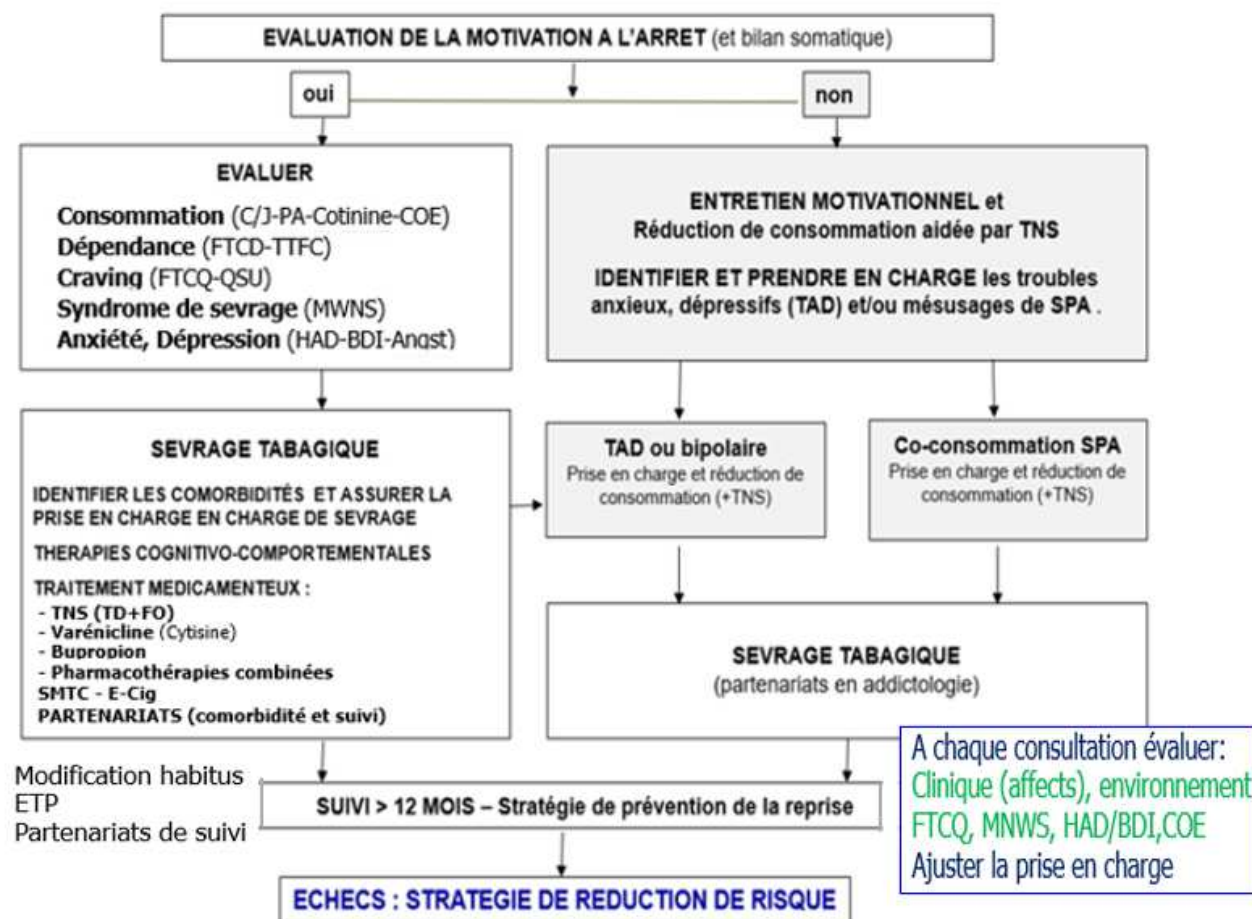 EVALUATION DE LA MOTIVATION A L'ARRET (et bilan somatique)
oui
non
EVALUER
Consommation (C/J-PA-Cotinine-COE)
Dépendance (FTCD-TTFC)
Craving (FTCQ-QSU)
Syndrome de sevrage (MWNS)
Anxiété, Dépression (HAD-BDI-Angst)
ENTRETIEN MOTIVATIONNEL et
Réduction de consommation aidée par TNS
IDENTIFIER ET PRENDRE EN CHARGE les troubles
anxieux, dépressifs (TAD) et/ou mésusages de SPA .
SEVRAGE TABAGIQUE
IDENTIFIER LES COMORBIDITÉS ET ASSURER LA
PRISE EN CHARGE EN CHARGE DE SEVRAGE
THERAPIES COGNITIVO-COMPORTEMENTALES
TRAITEMENT MEDICAMENTEUX :
- TNS (TD+FO)
- Varénicline (Cytisine)
- Bupropion
- Pharmacothérapies combinées
SMTC - E-Cig
PARTENARIATS (comorbidité et suivi)
TAD ou bipolaire
Prise en charge et réduction de
consommation (+TNS)
Co-consommation SPA
Prise en charge et réduction de
consommation (+TNS)
SEVRAGE TABAGIQUE
(partenariats en addictologie)
Modification habitus
ETP
Partenariats de suivi
SUIVI > 12 MOIS – Stratégie de prévention de la reprise
A chaque consultation évaluer:
Clinique (affects), environnement
FTCQ, MNWS, HAD/BDI,COE
Ajuster la prise en charge
ECHECS : STRATEGIE DE REDUCTION DE RISQUE